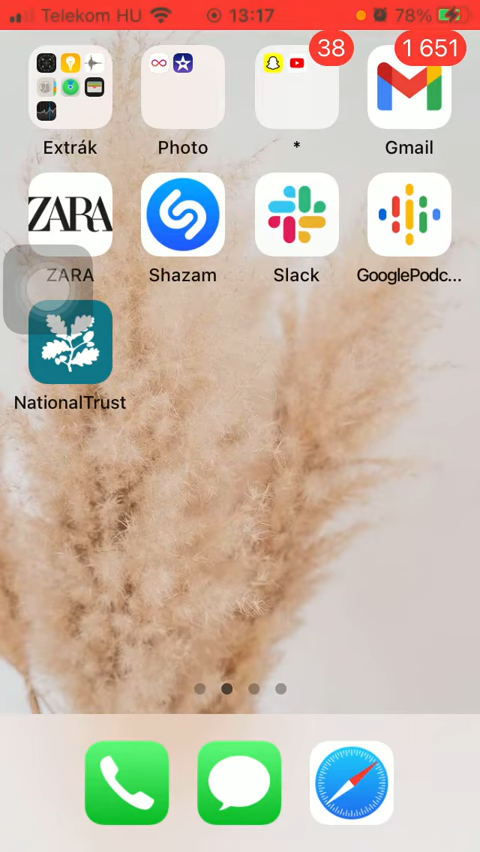 Telekom HU 13:17 78%
38 1 651
Extrák Photo * Gmail
ZARA
ZARA Shazam Slack GooglePodc...
NationalTrust